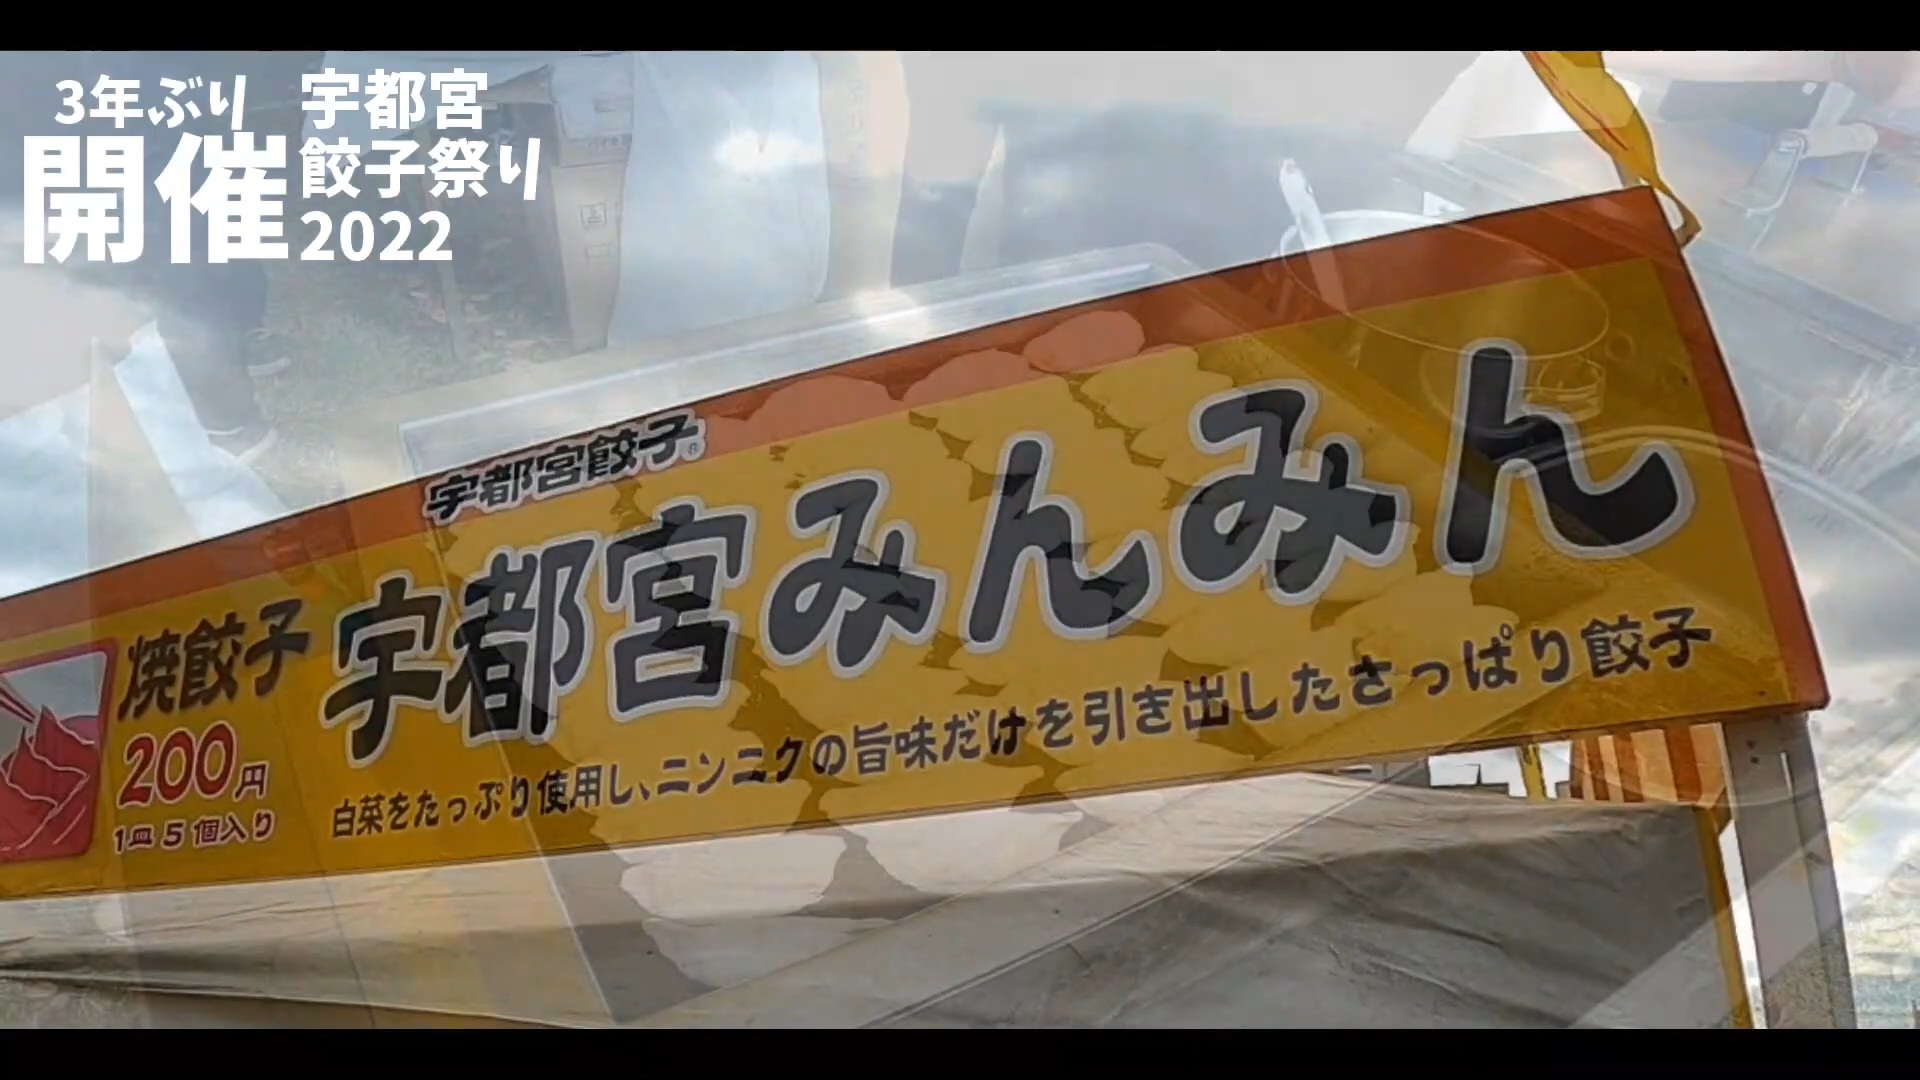 3年ぶり
開催
宇都宮
餃子祭り
2022
宇都宮餃子®
宇都宮みんみん
焼餃子
200円
1皿5個入り
白菜をたっぷり使用し、ニンニクの旨味だけを引き出したさっぱり餃子